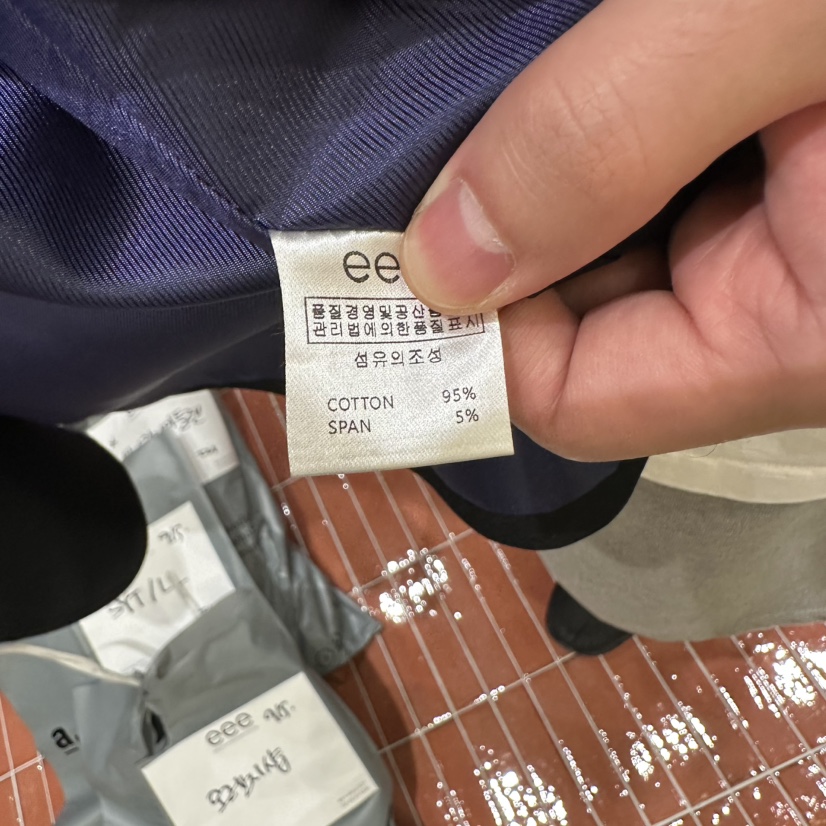 ee
품질경영및공산
관리법에의한품질표시
섬유의조성
COTTON 95%
SPAN 5%
a.
eee